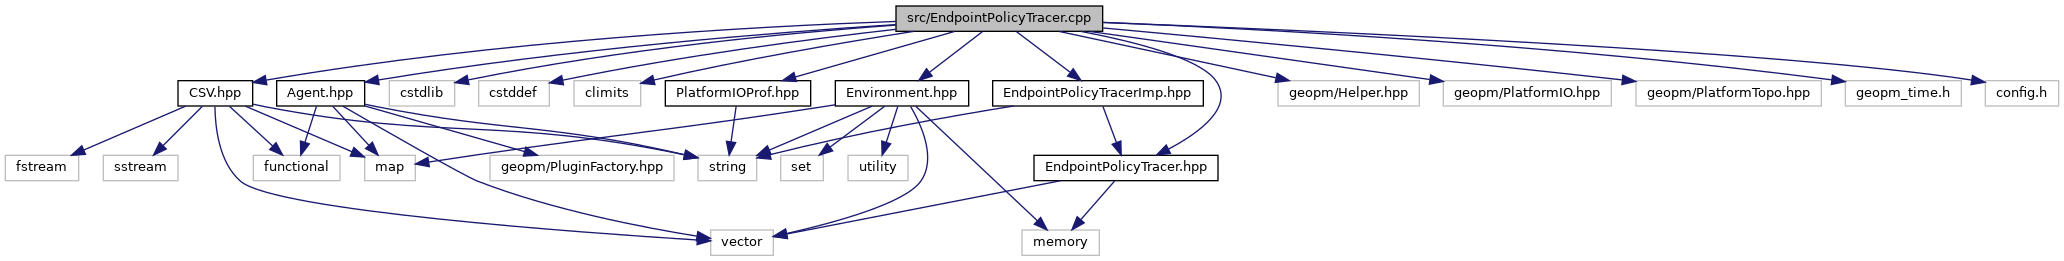 src/EndpointPolicyTracer.cpp
CSV.hpp
Agent.hpp
cstdlib
cstddef
climits
PlatformIOProf.hpp
Environment.hpp
EndpointPolicyTracerImp.hpp
geopm/Helper.hpp
geopm/PlatformIO.hpp
geopm/PlatformTopo.hpp
geopm_time.h
config.h
fstream
sstream
functional
map
geopm/PluginFactory.hpp
string
set
utility
EndpointPolicyTracer.hpp
vector
memory